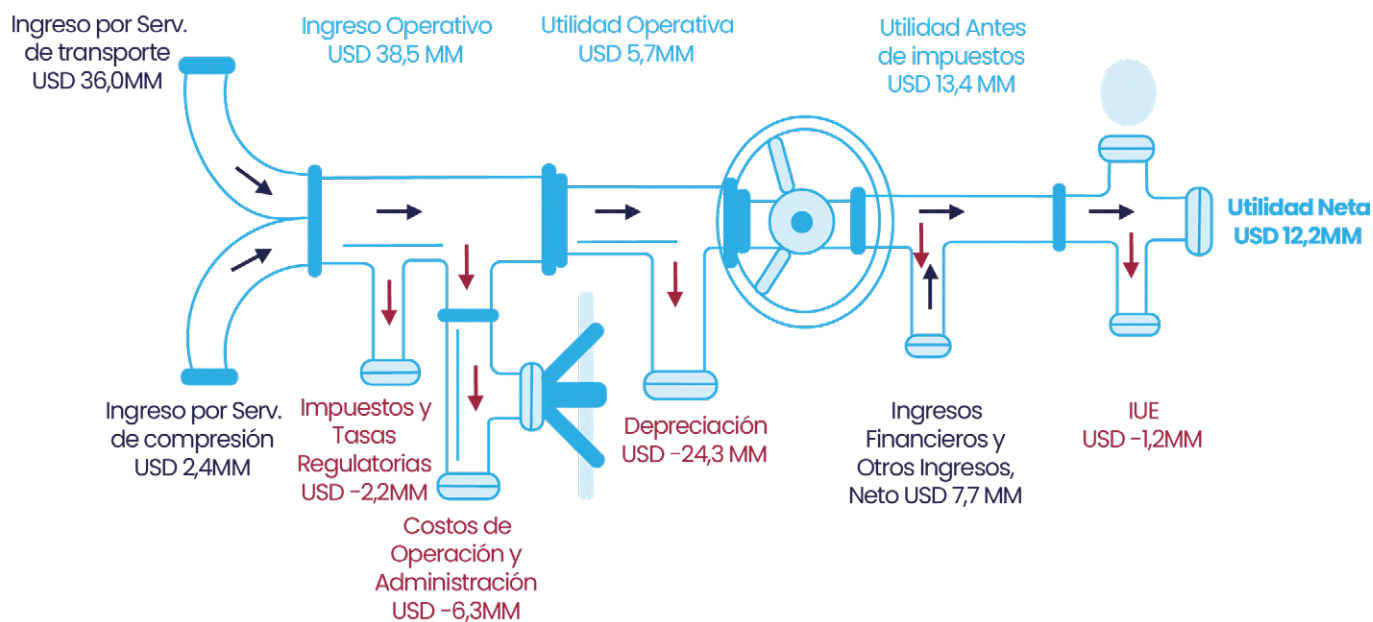 Ingreso por Serv.
de transporte
USD 36,0MM
Ingreso Operativo
USD 38,5 MM
Utilidad Operativa
USD 5,7MM
Utilidad Antes
de impuestos
USD 13,4 MM
Utilidad Neta
USD 12,2MM
Ingreso por Serv.
de compresión
USD 2,4MM
Impuestos y
Tasas
Regulatorias
USD -2,2MM
Costos de
Operación y
Administración
USD -6,3MM
Depreciación
USD -24,3 MM
Ingresos
Financieros y
Otros Ingresos,
Neto USD 7,7 MM
IUE
USD -1,2MM